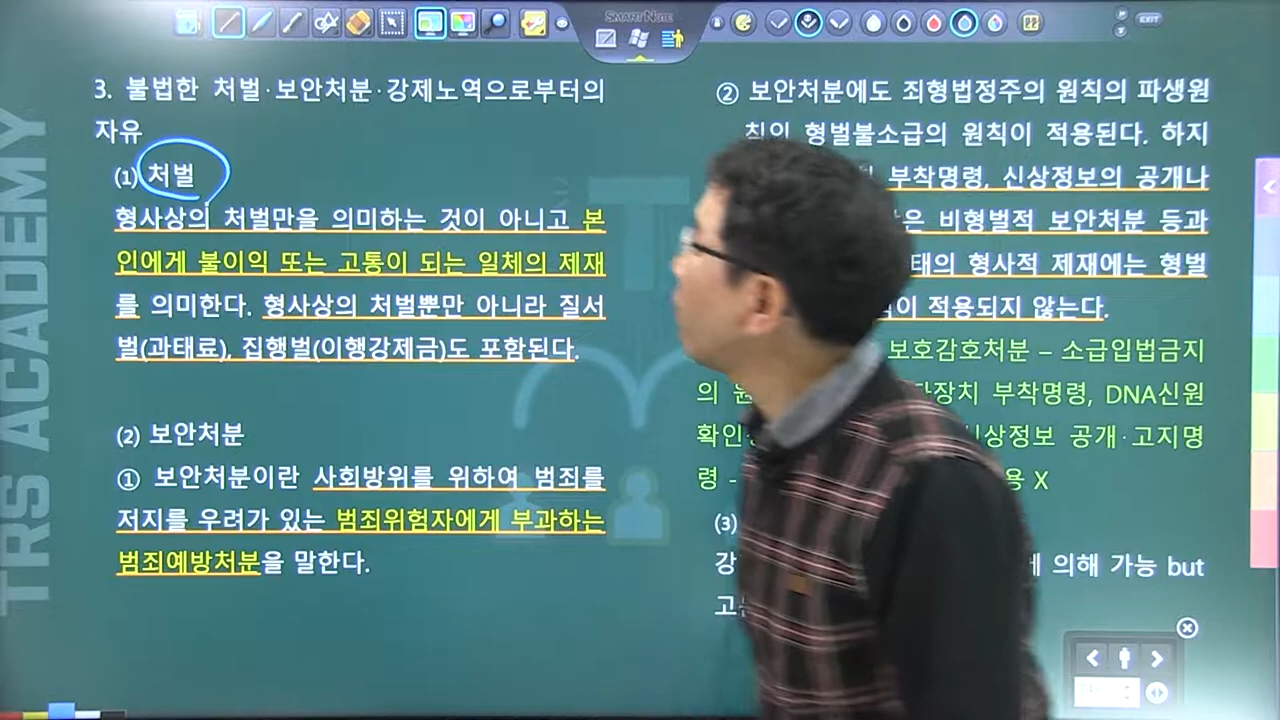 SMART NOTE
EXIT
TRS ACADEMY
3. 불법한 처벌·보안처분·강제노역으로부터의
자유
(1) 처벌
형사상의 처벌만을 의미하는 것이 아니고 본
인에게 불이익 또는 고통이 되는 일체의 제재
를 의미한다. 형사상의 처벌뿐만 아니라 질서
벌(과태료), 집행벌(이행강제금)도 포함된다.
(2) 보안처분
① 보안처분이란 사회방위를 위하여 범죄를
저지를 우려가 있는 범죄위험자에게 부과하는
범죄예방처분을 말한다.
② 보안처분에도 죄형법정주의 원칙의 파생원
칙인 형벌불소급의 원칙이 적용된다. 하지
부착명령, 신상정보의 공개나
비형벌적 보안처분 등과
형사적 제재에는 형벌
적용되지 않는다.
보호감호처분 – 소급입법금지
의 부착명령, DNA신원
확인 신상정보 공개·고지명
령 - X
(3)
의해 가능 but